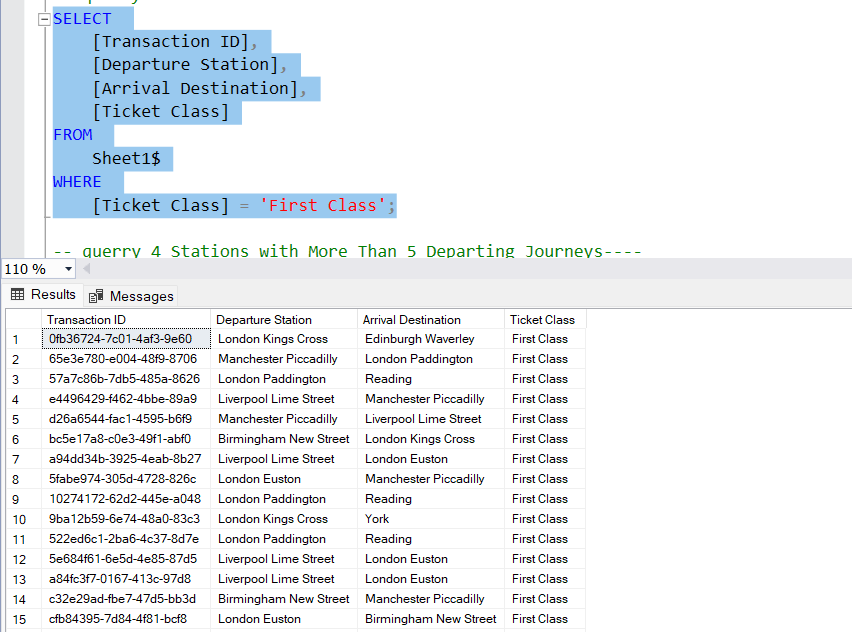 SELECT
[Transaction ID],
[Departure Station],
[Arrival Destination],
[Ticket Class]
FROM
Sheet1$
WHERE
[Ticket Class] = 'First Class';
-- querry 4 Stations with More Than 5 Departing Journeys----
110 %
Results Messages
Transaction ID Departure Station Arrival Destination Ticket Class
1 0fb36724-7c01-4af3-9e60 London Kings Cross Edinburgh Waverley First Class
2 65e3e780-e004-48f9-8706 Manchester Piccadilly London Paddington First Class
3 57a7c86b-7db5-485a-8626 London Paddington Reading First Class
4 e4496429-f462-4bbe-89a9 Liverpool Lime Street Manchester Piccadilly First Class
5 d26a6544-fac1-4595-b6f9 Manchester Piccadilly Liverpool Lime Street First Class
6 bc5e17a8-c0e3-49f1-abf0 Birmingham New Street London Kings Cross First Class
7 a94dd34b-3925-4eab-8b27 Liverpool Lime Street London Euston First Class
8 5fabe974-305d-4728-826c London Euston Manchester Piccadilly First Class
9 10274172-62d2-445e-a048 London Paddington Reading First Class
10 9ba12b59-6e74-48a0-83c3 London Kings Cross York First Class
11 522ed6c1-2ba6-4c37-8d7e London Paddington Reading First Class
12 5e684f61-6e5d-4e85-87d5 Liverpool Lime Street London Euston First Class
13 a84fc3f7-0167-413c-97d8 Liverpool Lime Street London Euston First Class
14 c32e29ad-fbe7-47d5-bb3d Birmingham New Street Manchester Piccadilly First Class
15 cfb84395-7d84-4f81-bcf8 London Euston Birmingham New Street First Class